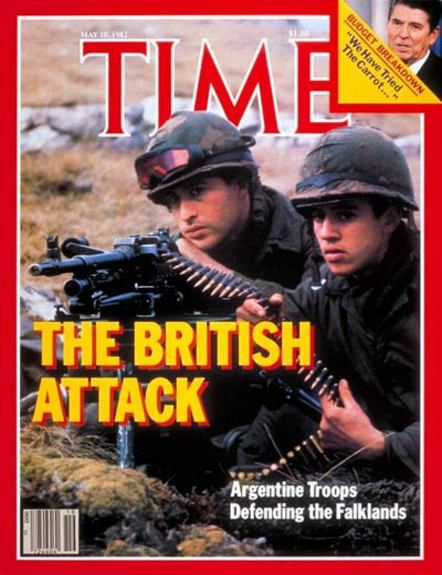 MAY 10, 1982
$1.50
TIME
BUDGET BREAKDOWN
"We Have Tried
The Carrot..."
THE BRITISH
ATTACK
Argentine Troops
Defending the Falklands